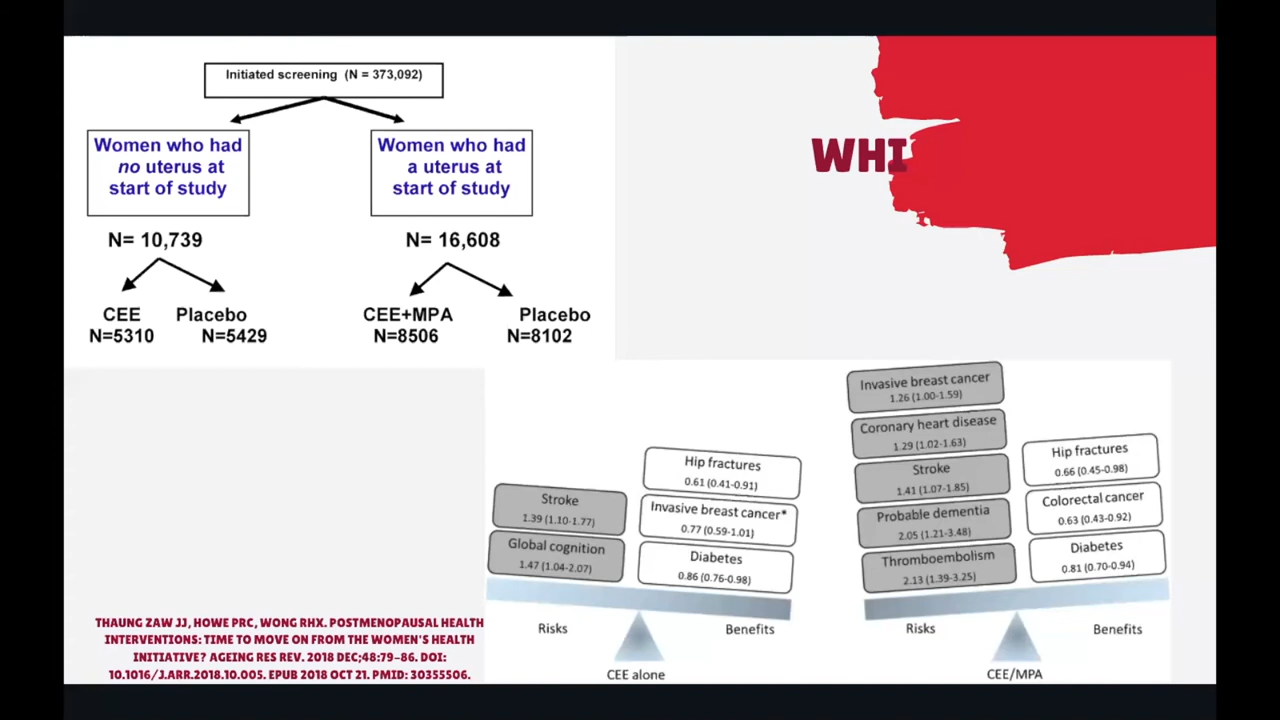 Initiated screening (N = 373,092)
Women who had
no uterus at
start of study
Women who had
a uterus at
start of study
N= 10,739
N= 16,608
CEE
N=5310
Placebo
N=5429
CEE+MPA
N=8506
Placebo
N=8102
WHI
Stroke
1.39 (1.10-1.77)
Global cognition
1.47 (1.04-2.07)
Hip fractures
0.61 (0.41-0.91)
Invasive breast cancer*
0.77 (0.59-1.01)
Diabetes
0.86 (0.76-0.98)
Risks
Benefits
CEE alone
Invasive breast cancer
1.26 (1.00-1.59)
Coronary heart disease
1.29 (1.02-1.63)
Stroke
1.41 (1.07-1.85)
Probable dementia
2.05 (1.21-3.48)
Thromboembolism
2.13 (1.39-3.25)
Hip fractures
0.66 (0.45-0.98)
Colorectal cancer
0.63 (0.43-0.92)
Diabetes
0.81 (0.70-0.94)
Risks
Benefits
CEE/MPA
THAUNG ZAW JJ, HOWE PRC, WONG RHX. POSTMENOPAUSAL HEALTH
INTERVENTIONS: TIME TO MOVE ON FROM THE WOMEN'S HEALTH
INITIATIVE? AGEING RES REV. 2018 DEC;48:79-86. DOI:
10.1016/J.ARR.2018.10.005. EPUB 2018 OCT 21. PMID: 30355506.